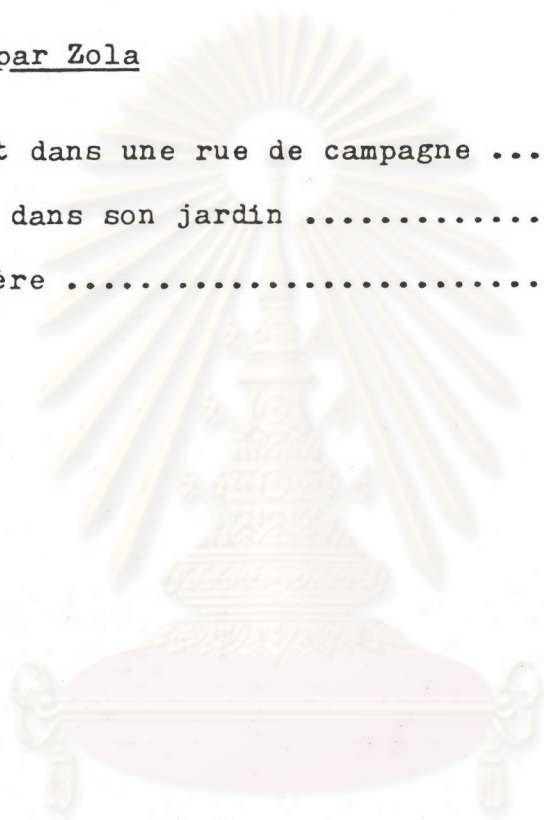 par Zola
t dans une rue de campagne ...
dans son jardin .............
ère ..........................